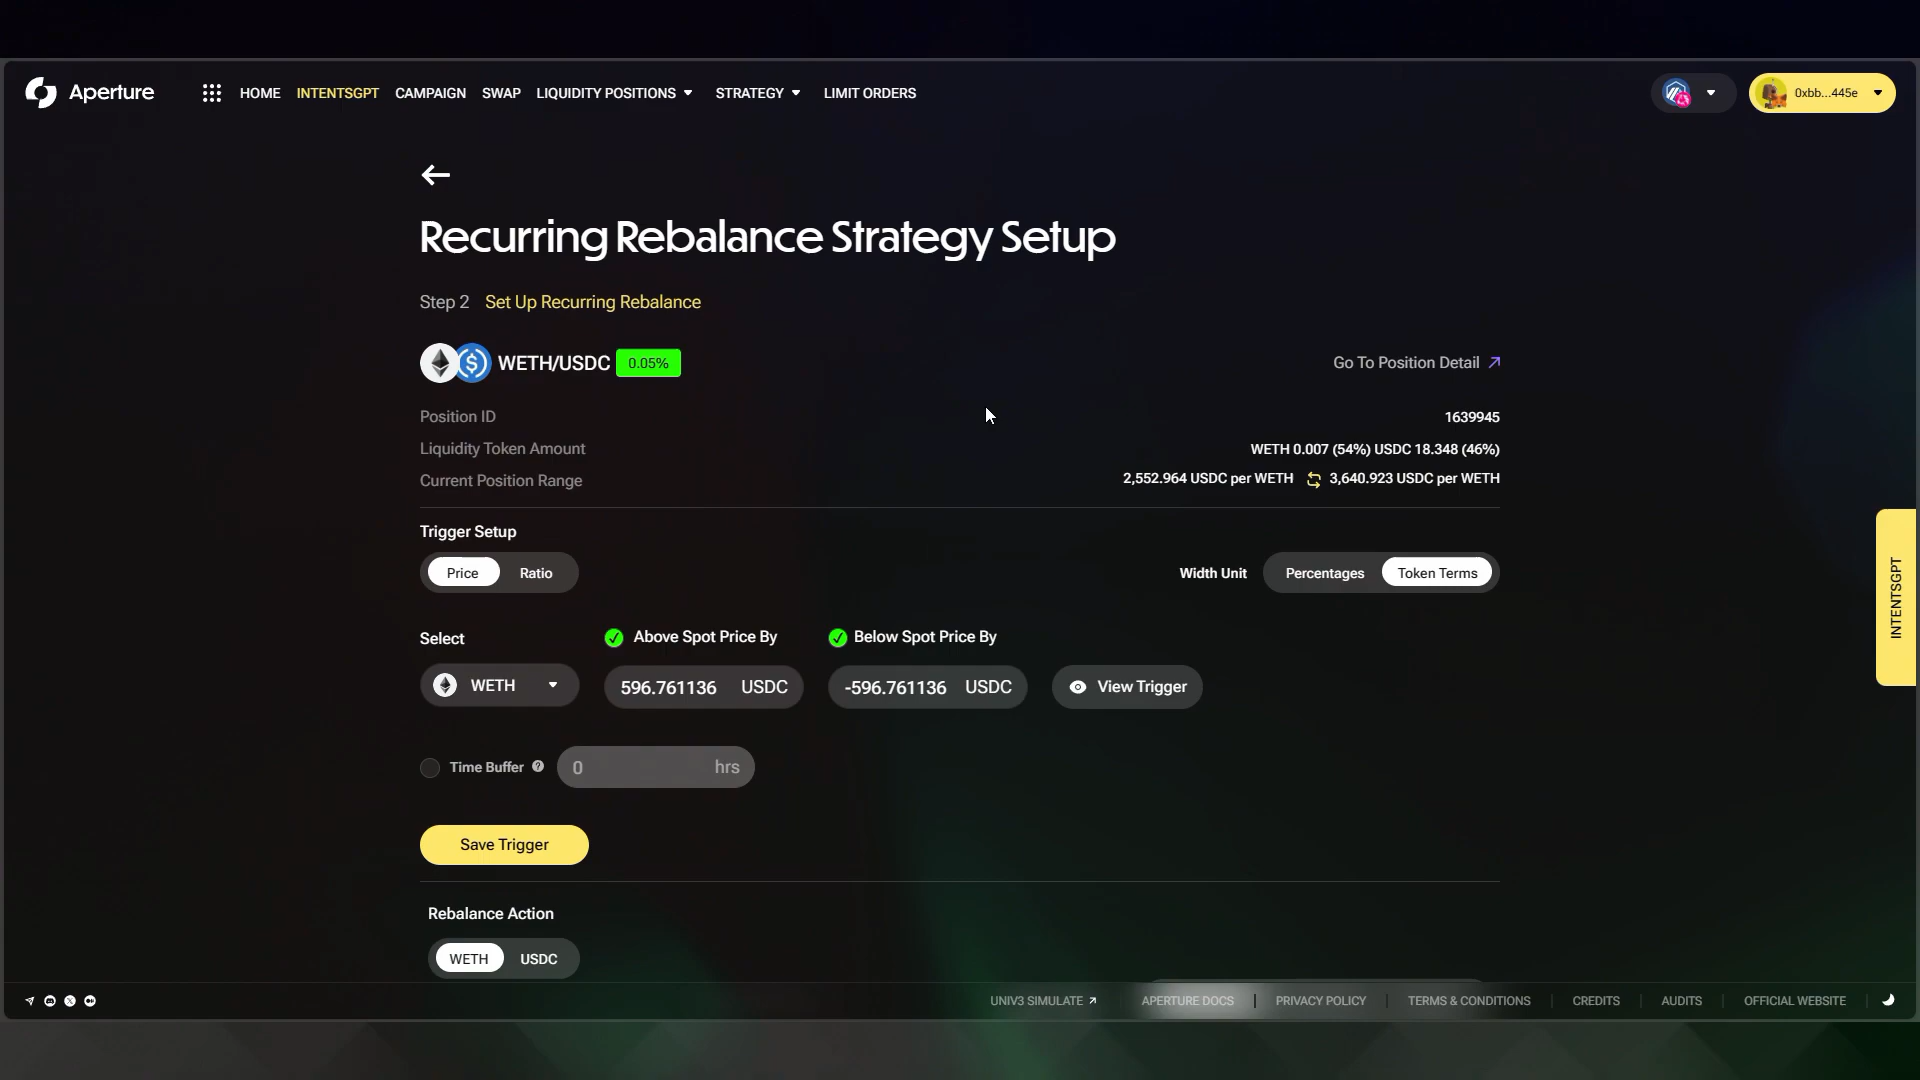 Aperture
HOME INTENTSGPT CAMPAIGN SWAP LIQUIDITY POSITIONS STRATEGY LIMIT ORDERS
0xbb...445e
Recurring Rebalance Strategy Setup
Step 2 Set Up Recurring Rebalance
WETH/USDC 0.05% Go To Position Detail
Position ID 1639945
Liquidity Token Amount WETH 0.007 (54%) USDC 18.348 (46%)
Current Position Range 2,552.964 USDC per WETH 3,640.923 USDC per WETH
Trigger Setup
Price Ratio Width Unit Percentages Token Terms
Select Above Spot Price By Below Spot Price By
WETH 596.761136 USDC -596.761136 USDC View Trigger
Time Buffer ? 0 hrs
Save Trigger
Rebalance Action
WETH USDC
INTENTSGPT
UNIV3 SIMULATE APERTURE DOCS | PRIVACY POLICY | TERMS & CONDITIONS | CREDITS | AUDITS | OFFICIAL WEBSITE